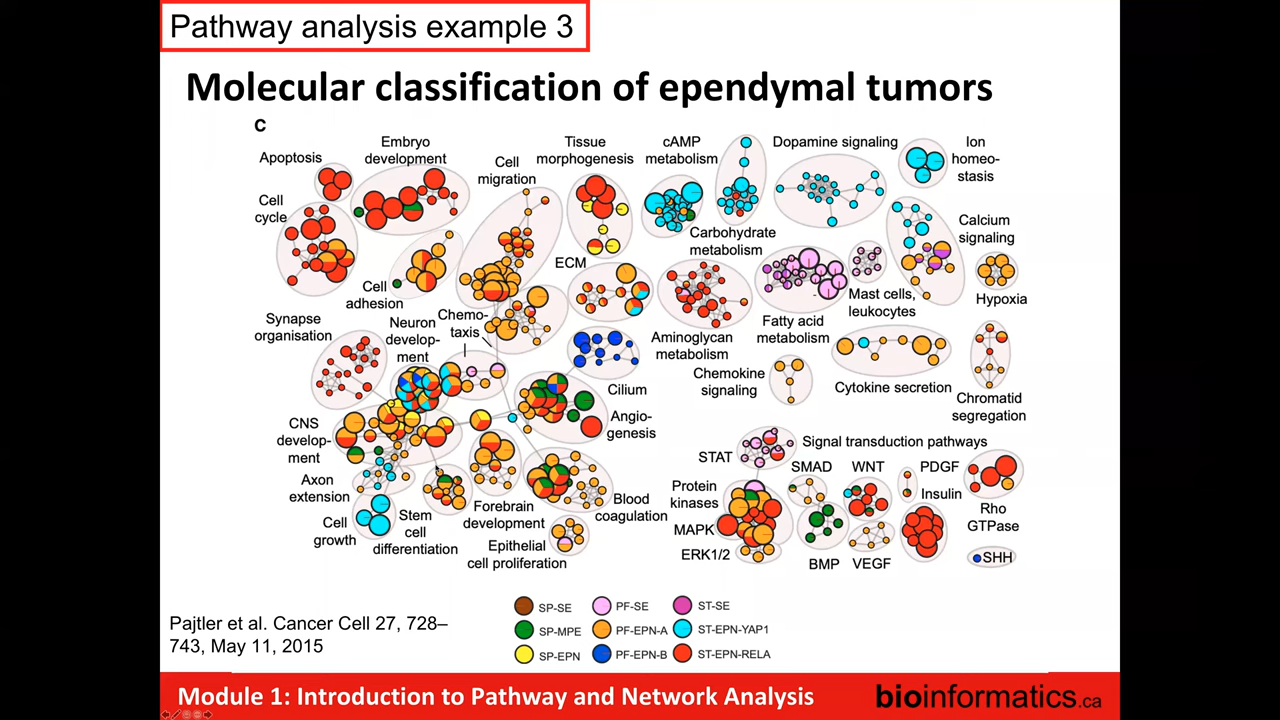 Pathway analysis example 3
Molecular classification of ependymal tumors
C
Apoptosis
Embryo
development
Cell
migration
Tissue
morphogenesis
cAMP
metabolism
Dopamine signaling
Ion
homeo-
stasis
Cell
cycle
Carbohydrate
metabolism
Calcium
signaling
Cell
adhesion
ECM
Mast cells,
leukocytes
Hypoxia
Synapse
organisation
Neuron
develop-
ment
Chemo-
taxis
Aminoglycan
metabolism
Fatty acid
metabolism
Cilium
Chemokine
signaling
Cytokine secretion
Chromatid
segregation
CNS
develop-
ment
Angio-
genesis
Axon
extension
Cell
growth
Stem
cell
differentiation
Forebrain
development
Epithelial
cell proliferation
Blood
coagulation
Signal transduction pathways
STAT
SMAD
WNT
PDGF
Protein
kinases
Insulin
MAPK
Rho
GTPase
ERK1/2
BMP
VEGF
SHH
SP-SE
PF-SE
ST-SE
SP-MPE
PF-EPN-A
ST-EPN-YAP1
SP-EPN
PF-EPN-B
ST-EPN-RELA
Pajtler et al. Cancer Cell 27, 728–
743, May 11, 2015
Module 1: Introduction to Pathway and Network Analysis
bioinformatics.ca